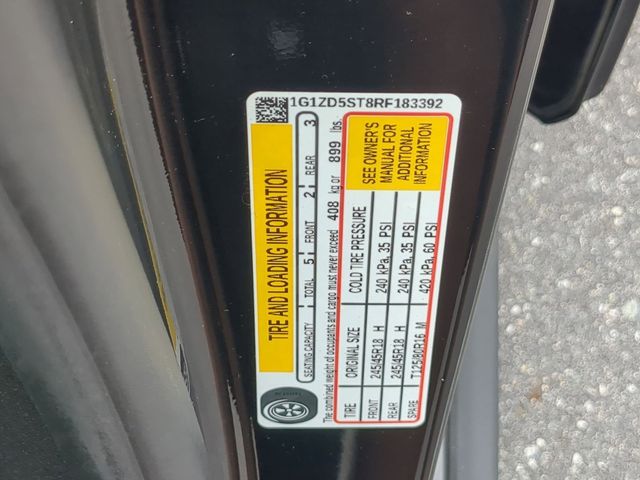 1G1ZD5ST8RF183392
TIRE AND LOADING INFORMATION
SEATING CAPACITY TOTAL 5 FRONT 2 REAR 3
The combined weight of occupants and cargo must never exceed 408 kg or 899 lbs.
TIRE ORIGINAL SIZE COLD TIRE PRESSURE
FRONT 245/45R18 H 240 kPa, 35 PSI
REAR 245/45R18 H 240 kPa, 35 PSI
SPARE T125/80R16 M 420 kPa, 60 PSI
SEE OWNER'S
MANUAL FOR
ADDITIONAL
INFORMATION